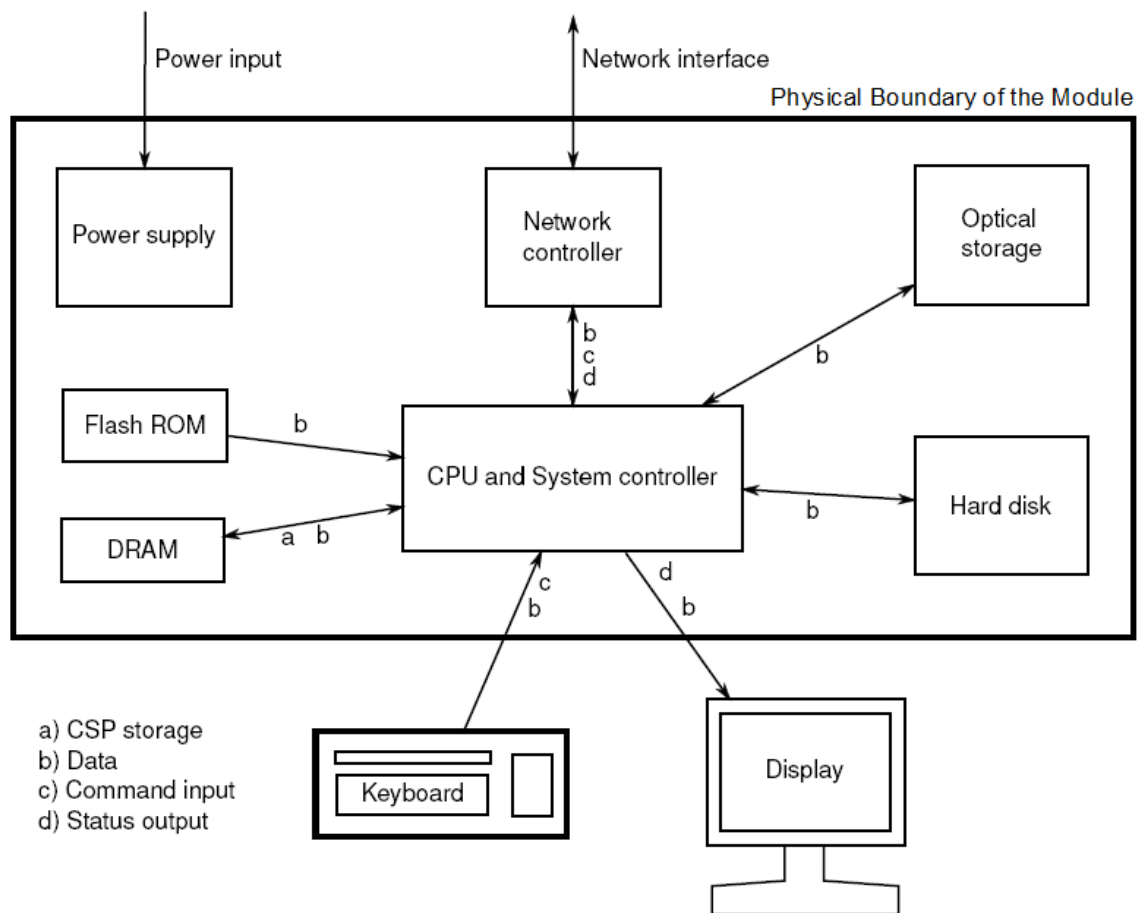 Power input
Network interface
Physical Boundary of the Module
Power supply
Network
controller
Optical
storage
b
c
d
b
Flash ROM
b
CPU and System controller
b
Hard disk
DRAM
a b
c
b
d
b
a) CSP storage
b) Data
c) Command input
d) Status output
Keyboard
Display